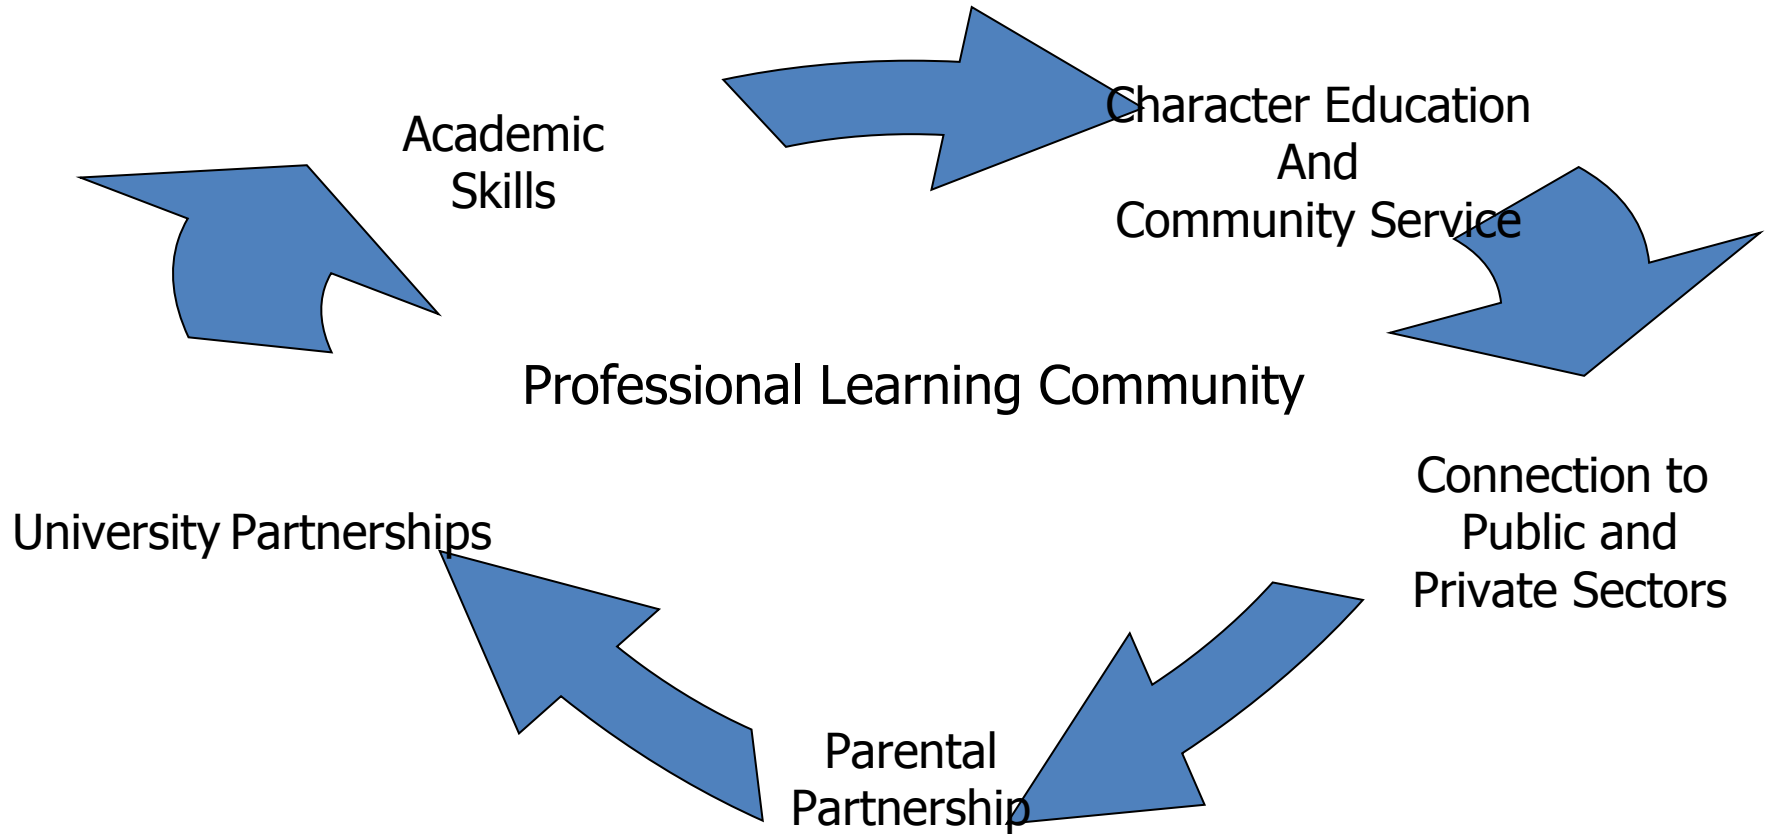 Academic
Skills
Character Education
And
Community Service
Professional Learning Community
Connection to
Public and
Private Sectors
University Partnerships
Parental
Partnership